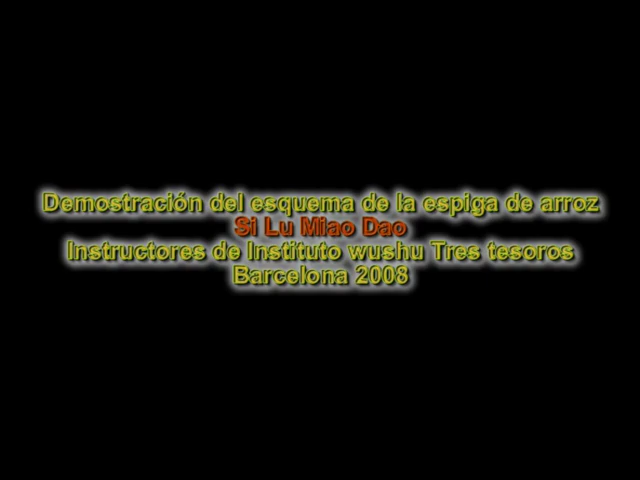 Demostración del esquema de la espiga de arroz
Si Lu Miao Dao
Instructores de Instituto wushu Tres tesoros
Barcelona 2008